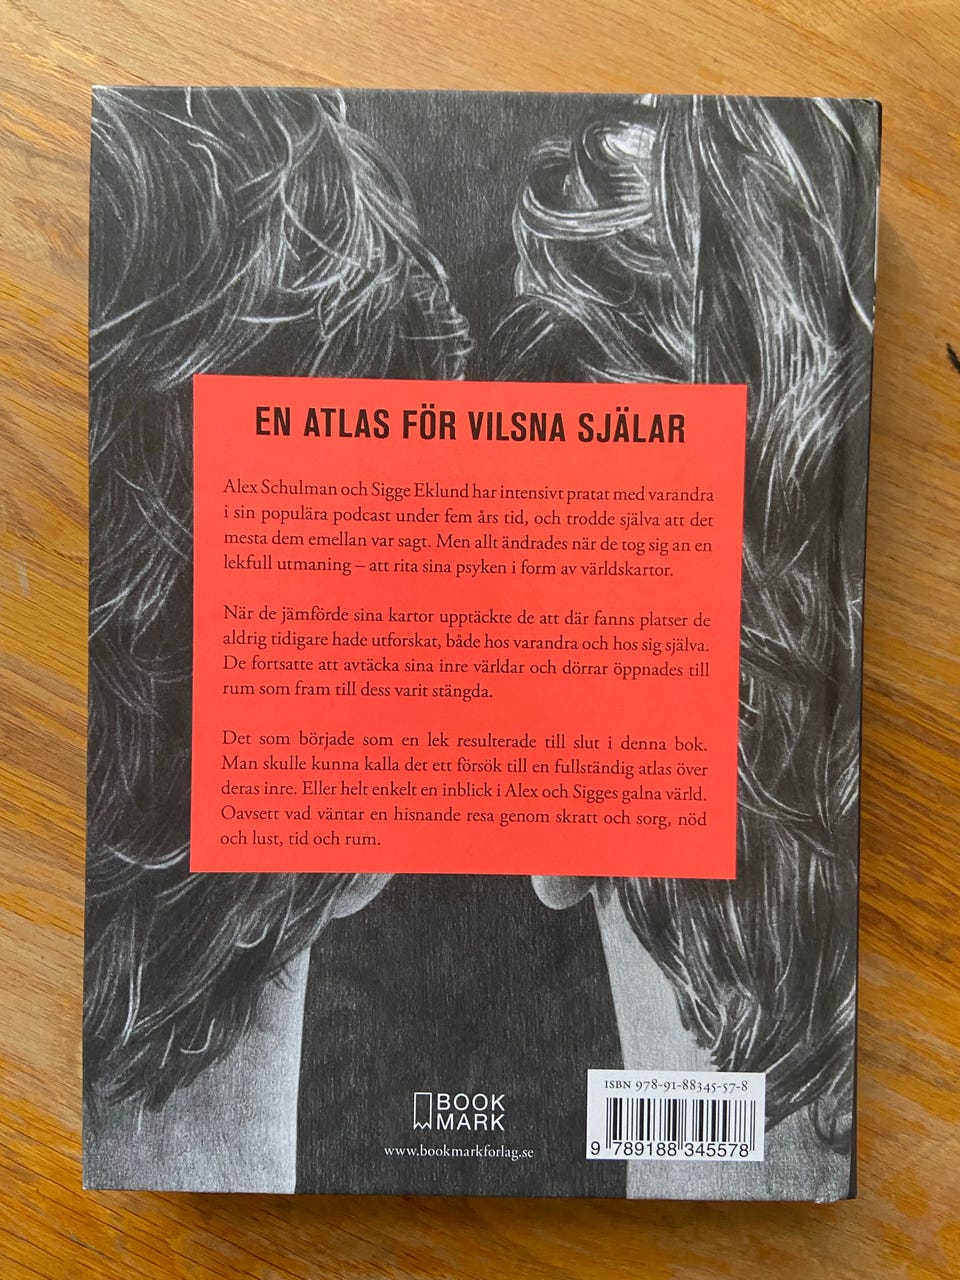 EN ATLAS FÖR VILSNA SJÄLAR
Alex Schulman och Sigge Eklund har intensivt pratat med varandra
i sin populära podcast under fem års tid, och trodde själva att det
mesta dem emellan var sagt. Men allt ändrades när de tog sig an en
lekfull utmaning – att rita sina psyken i form av världskartor.
När de jämförde sina kartor upptäckte de att där fanns platser de
aldrig tidigare hade utforskat, både hos varandra och hos sig själva.
De fortsatte att avtäcka sina inre världar och dörrar öppnades till
rum som fram till dess varit stängda.
Det som började som en lek resulterade till slut i denna bok.
Man skulle kunna kalla det ett försök till en fullständig atlas över
deras inre. Eller helt enkelt en inblick i Alex och Sigges galna värld.
Oavsett vad väntar en hisnande resa genom skratt och sorg, nöd
och lust, tid och rum.
BOOK
MARK
www.bookmarkforlag.se
ISBN 978-91-88345-57-8
9 789188 345578